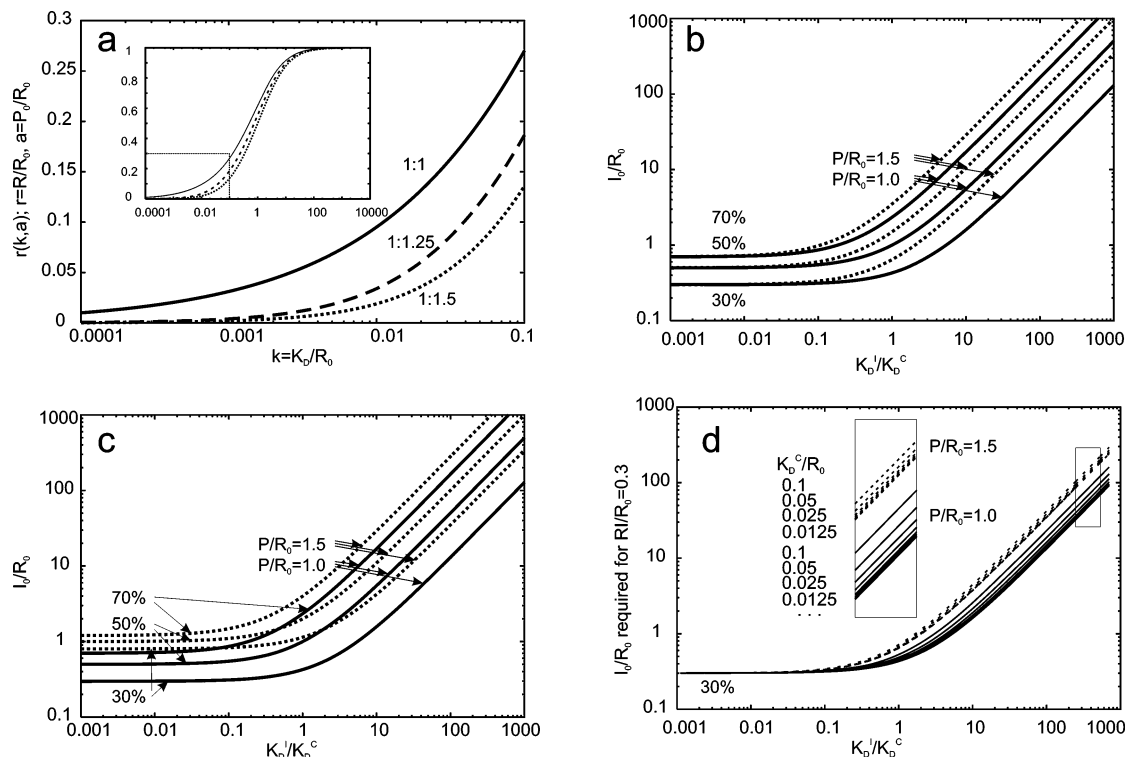 a
r(k,a); r=R/R₀, a=P₀/R₀
0.3
0.25
0.2
0.15
0.1
0.05
0
1
0.8
0.6
0.4
0.2
0
0.0001 0.01 1 100 10000
1:1
1:1.25
1:1.5
0.0001 0.001 0.01 0.1
k=K_D/R₀
b
I₀/R₀
1000
100
10
1
0.1
P/R₀=1.5
P/R₀=1.0
70%
50%
30%
0.001 0.01 0.1 1 10 100 1000
K_D^I/K_D^C
c
I₀/R₀
1000
100
10
1
0.1
P/R₀=1.5
P/R₀=1.0
70%
50%
30%
0.001 0.01 0.1 1 10 100 1000
K_D^I/K_D^C
d
I₀/R₀ required for RI/R₀=0.3
1000
100
10
1
0.1
K_D^C/R₀
0.1
0.05
0.025
0.0125
0.1
0.05
0.025
0.0125
. . .
P/R₀=1.5
P/R₀=1.0
30%
0.001 0.01 0.1 1 10 100 1000
K_D^I/K_D^C